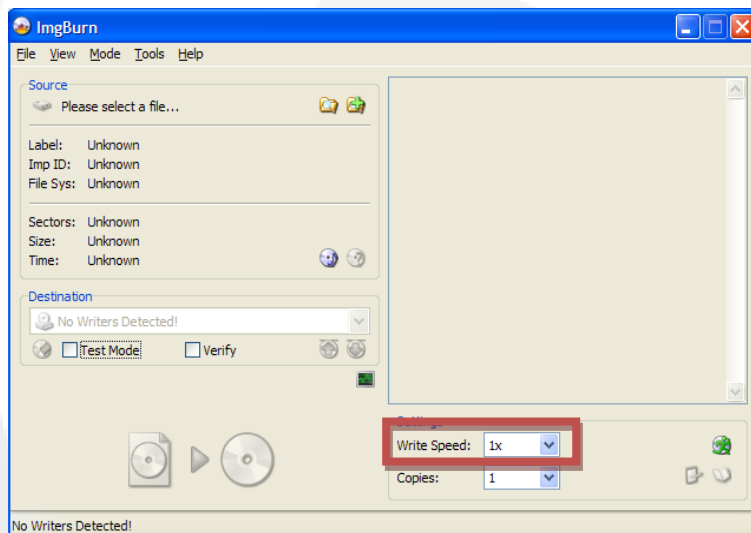 ImgBurn
File View Mode Tools Help
Source
Please select a file...
Label: Unknown
Imp ID: Unknown
File Sys: Unknown
Sectors: Unknown
Size: Unknown
Time: Unknown
Destination
No Writers Detected!
Test Mode Verify
Settings
Write Speed: 1x
Copies: 1
No Writers Detected!